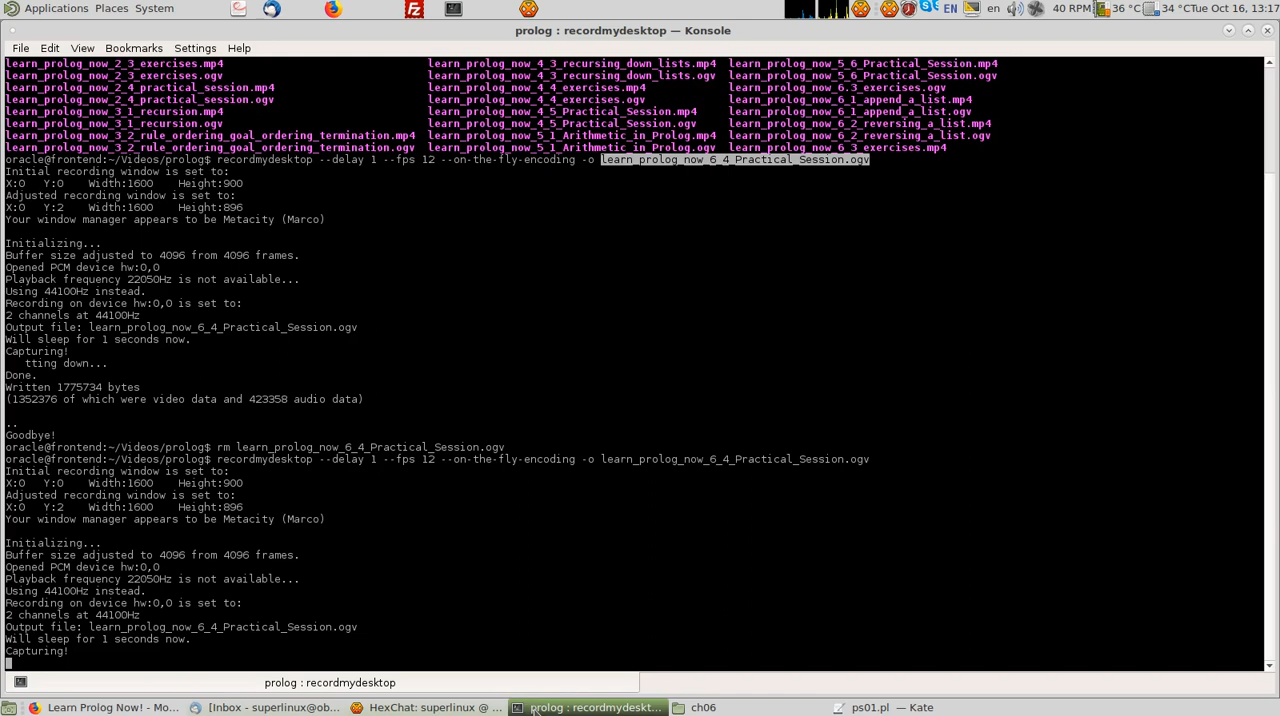 Applications Places System
EN
en
40 RPM
36 °C
34 °C
Tue Oct 16, 13:17
prolog : recordmydesktop — Konsole
File Edit View Bookmarks Settings Help
learn_prolog_now_2_3_exercises.mp4 learn_prolog_now_4_3_recursing_down_lists.mp4 learn_prolog_now_5_6_Practical_Session.mp4
learn_prolog_now_2_3_exercises.ogv learn_prolog_now_4_3_recursing_down_lists.ogv learn_prolog_now_5_6_Practical_Session.ogv
learn_prolog_now_2_4_practical_session.mp4 learn_prolog_now_4_4_exercises.mp4 learn_prolog_now_6.3_exercises.ogv
learn_prolog_now_2_4_practical_session.ogv learn_prolog_now_4_4_exercises.ogv learn_prolog_now_6_1_append_a_list.mp4
learn_prolog_now_3_1_recursion.mp4 learn_prolog_now_4_5_Practical_Session.mp4 learn_prolog_now_6_1_append_a_list.ogv
learn_prolog_now_3_1_recursion.ogv learn_prolog_now_4_5_Practical_Session.ogv learn_prolog_now_6_2_reversing_a_list.mp4
learn_prolog_now_3_2_rule_ordering_goal_ordering_termination.mp4 learn_prolog_now_5_1_Arithmetic_in_Prolog.mp4 learn_prolog_now_6_2_reversing_a_list.ogv
learn_prolog_now_3_2_rule_ordering_goal_ordering_termination.ogv learn_prolog_now_5_1_Arithmetic_in_Prolog.ogv learn_prolog_now_6_3_exercises.mp4
oracle@frontend:~/Videos/prolog$ recordmydesktop --delay 1 --fps 12 --on-the-fly-encoding -o learn_prolog_now_6_4_Practical_Session.ogv
Initial recording window is set to:
X:0 Y:0 Width:1600 Height:900
Adjusted recording window is set to:
X:0 Y:2 Width:1600 Height:896
Your window manager appears to be Metacity (Marco)
Initializing...
Buffer size adjusted to 4096 from 4096 frames.
Opened PCM device hw:0,0
Playback frequency 22050Hz is not available...
Using 44100Hz instead.
Recording on device hw:0,0 is set to:
2 channels at 44100Hz
Output file: learn_prolog_now_6_4_Practical_Session.ogv
Will sleep for 1 seconds now.
Capturing!
tting down...
Done.
Written 1775734 bytes
(1352376 of which were video data and 423358 audio data)
..
Goodbye!
oracle@frontend:~/Videos/prolog$ rm learn_prolog_now_6_4_Practical_Session.ogv
oracle@frontend:~/Videos/prolog$ recordmydesktop --delay 1 --fps 12 --on-the-fly-encoding -o learn_prolog_now_6_4_Practical_Session.ogv
Initial recording window is set to:
X:0 Y:0 Width:1600 Height:900
Adjusted recording window is set to:
X:0 Y:2 Width:1600 Height:896
Your window manager appears to be Metacity (Marco)
Initializing...
Buffer size adjusted to 4096 from 4096 frames.
Opened PCM device hw:0,0
Playback frequency 22050Hz is not available...
Using 44100Hz instead.
Recording on device hw:0,0 is set to:
2 channels at 44100Hz
Output file: learn_prolog_now_6_4_Practical_Session.ogv
Will sleep for 1 seconds now.
Capturing!
prolog : recordmydesktop
Learn Prolog Now! - Mo...
[Inbox - superlinux@ob...
HexChat: superlinux @ ...
prolog : recordmydeskt...
ch06
ps01.pl — Kate